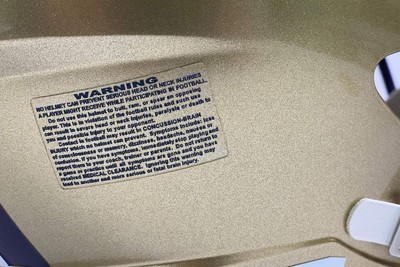 WARNING
NO HELMET CAN PREVENT SERIOUS HEAD OR NECK INJURIES
A PLAYER MIGHT RECEIVE WHILE PARTICIPATING IN FOOTBALL.
Do not use this helmet to butt, ram, or spear an opposing
player. This is in violation of the football rules and such use
can result in severe head or neck injuries, paralysis or death to
you and possible injury to your opponent.
Contact in football may result in CONCUSSION-BRAIN
INJURY which no helmet can prevent. Symptoms include: loss
of consciousness or memory, dizziness, headache, nausea or
confusion. If you have symptoms, immediately stop playing and
report them to your coach, trainer or parents. Do not return to
a game or practice until all symptoms are gone and you have
received MEDICAL CLEARANCE. Ignoring this warning may
lead to another and more serious or fatal brain injury.